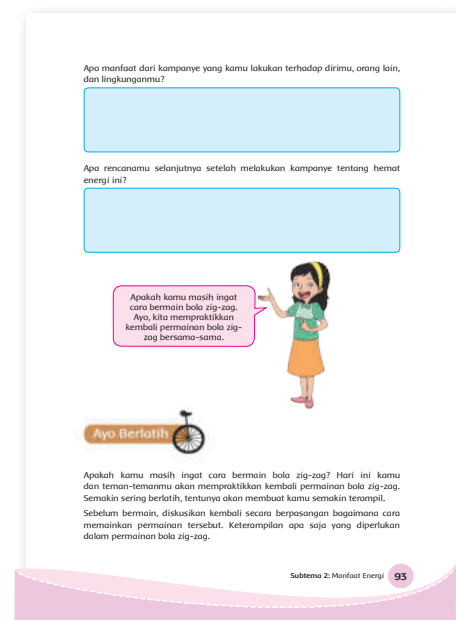 Apa manfaat dari kampanye yang kamu lakukan terhadap dirimu, orang lain,
dan lingkunganmu?
Apa rencanamu selanjutnya setelah melakukan kampanye tentang hemat
energi ini?
Apakah kamu masih ingat
cara bermain bola zig-zag.
Ayo, kita mempraktikkan
kembali permainan bola zig-
zag bersama-sama.
Ayo Berlatih
Apakah kamu masih ingat cara bermain bola zig-zag? Hari ini kamu
dan teman-temanmu akan mempraktikkan kembali permainan bola zig-zag.
Semakin sering berlatih, tentunya akan membuat kamu semakin terampil.
Sebelum bermain, diskusikan kembali secara berpasangan bagaimana cara
memainkan permainan tersebut. Keterampilan apa saja yang diperlukan
dalam permainan bola zig-zag.
Subtema 2: Manfaat Energi 93